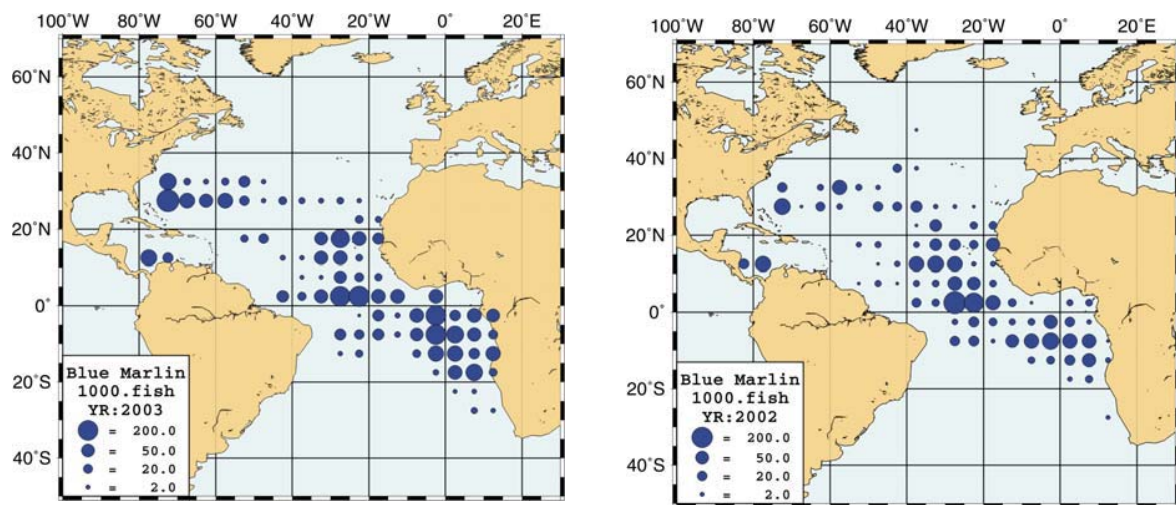 100°W 80°W 60°W 40°W 20°W 0° 20°E
60°N
40°N
20°N
0°
20°S
40°S
Blue Marlin
1000.fish
YR:2003
= 200.0
= 50.0
= 20.0
= 2.0
100°W 80°W 60°W 40°W 20°W 0° 20°E
60°N
40°N
20°N
0°
20°S
40°S
Blue Marlin
1000.fish
YR:2002
= 200.0
= 50.0
= 20.0
= 2.0